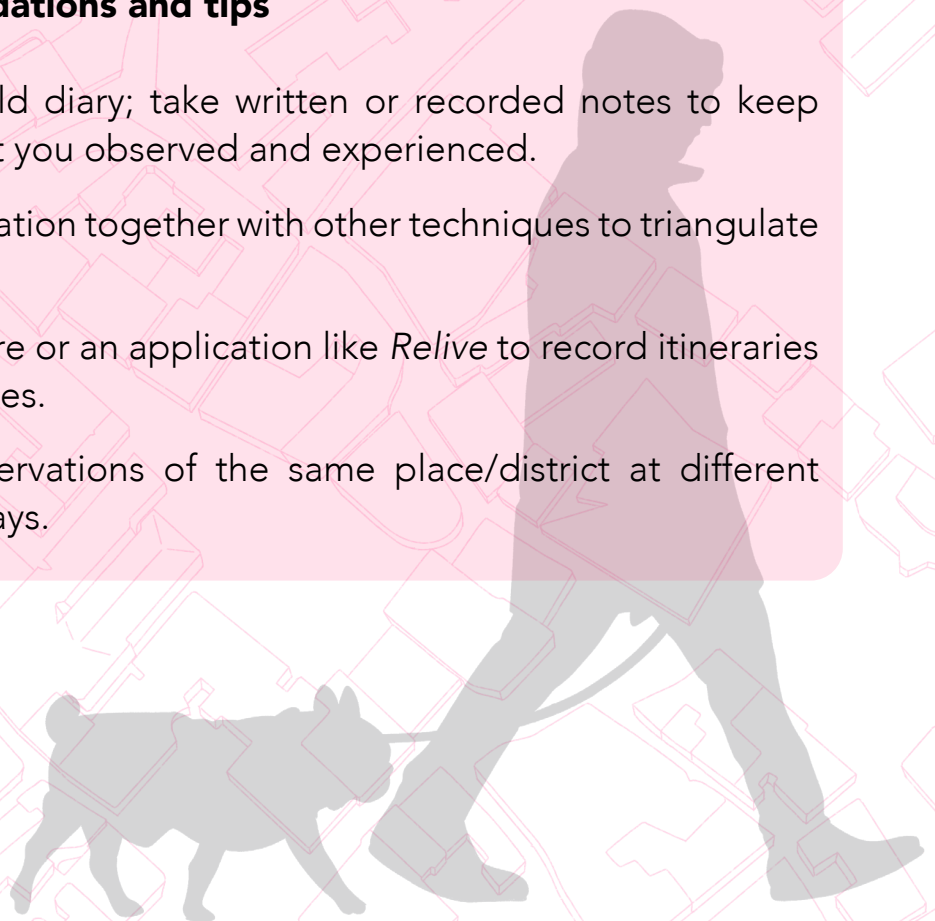 dations and tips
ld diary; take written or recorded notes to keep
t you observed and experienced.
ation together with other techniques to triangulate
re or an application like Relive to record itineraries
es.
ervations of the same place/district at different
ays.